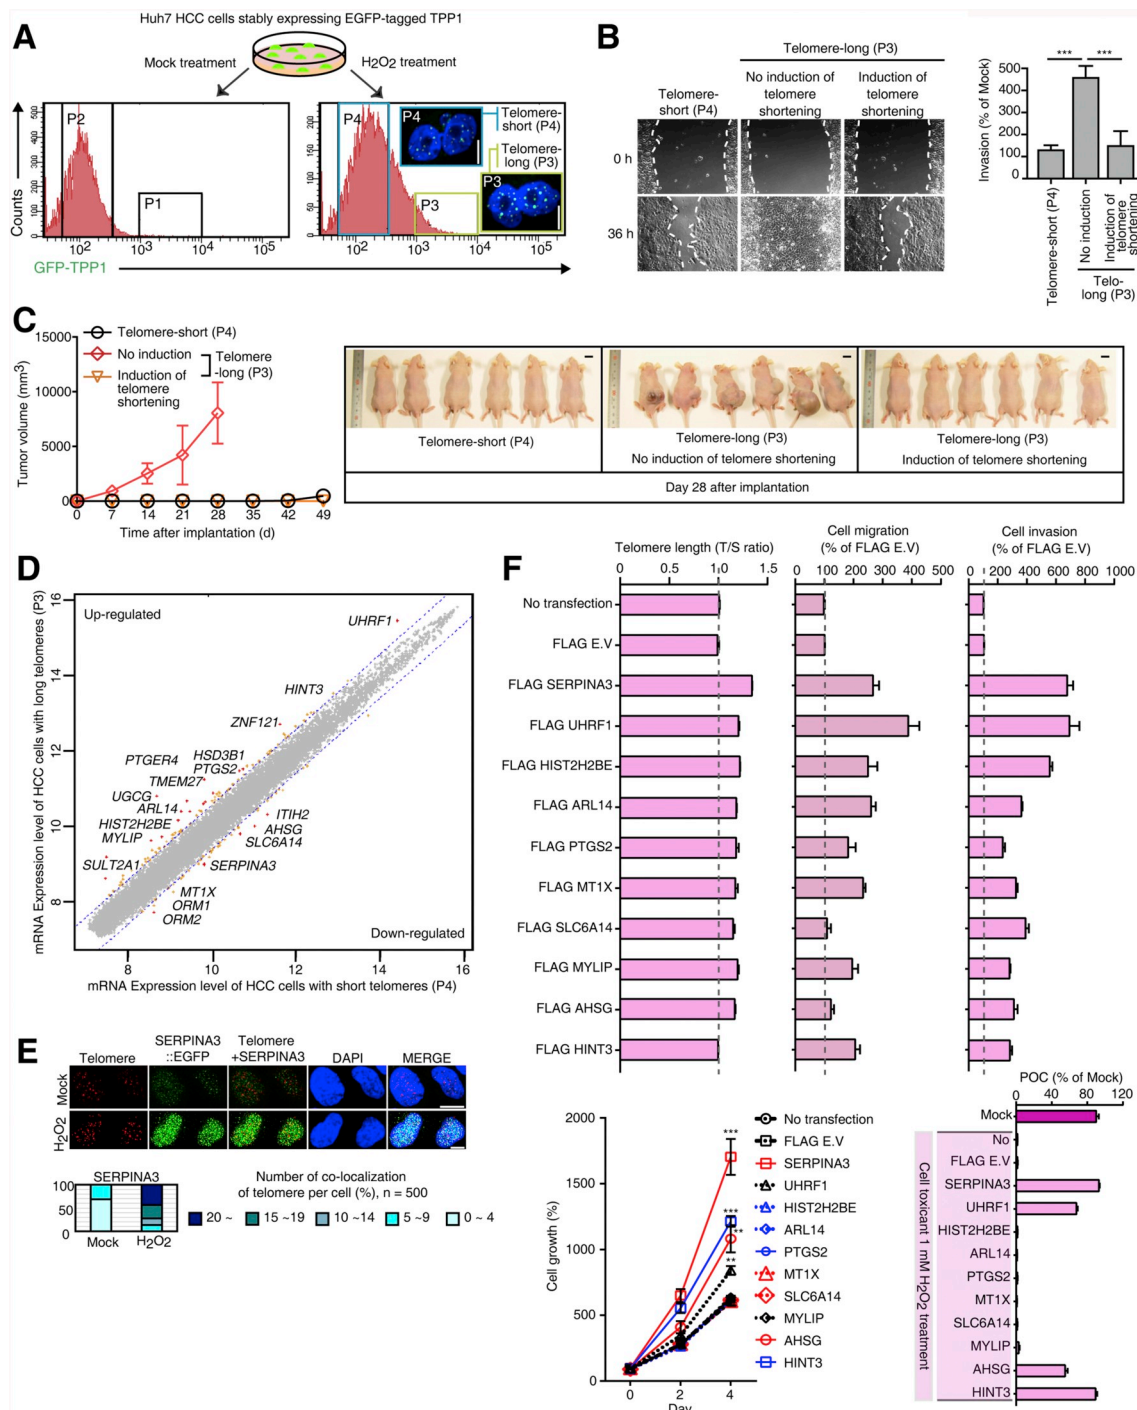 Huh7 HCC cells stably expressing EGFP-tagged TPP1
A
Mock treatment
H2O2 treatment
P2
P1
P4
P4
P3
P3
Telomere-short (P4)
Telomere-long (P3)
Counts
10² 10³ 10⁴ 10⁵
10² 10³ 10⁴ 10⁵
GFP-TPP1
B
Telomere-long (P3)
Telomere-short (P4)
No induction of telomere shortening
Induction of telomere shortening
0 h
36 h
Invasion (% of Mock)
500
400
300
200
100
0
*** ***
Telomere-short (P4)
No induction
Induction of telomere shortening
Telo-long (P3)
C
Tumor volume (mm³)
15000
10000
5000
0
Telomere-short (P4)
No induction
Induction of telomere shortening
Telomere-long (P3)
0 7 14 21 28 35 42 49
Time after implantation (d)
Telomere-short (P4)
Telomere-long (P3)
No induction of telomere shortening
Telomere-long (P3)
Induction of telomere shortening
Day 28 after implantation
D
mRNA Expression level of HCC cells with long telomeres (P3)
16
14
12
10
8
Up-regulated
UHRF1
HINT3
ZNF121
PTGER4
HSD3B1
PTGS2
TMEM27
UGCG
ARL14
HIST2H2BE
MYLIP
SULT2A1
ITIH2
AHSG
SLC6A14
SERPINA3
MT1X
ORM1
ORM2
Down-regulated
8 10 12 14 16
mRNA Expression level of HCC cells with short telomeres (P4)
E
Telomere
SERPINA3::EGFP
Telomere+SERPINA3
DAPI
MERGE
Mock
H2O2
SERPINA3
100
50
0
Mock
H2O2
Number of co-localization of telomere per cell (%), n = 500
20 ~
15 ~19
10 ~14
5 ~9
0 ~ 4
F
Telomere length (T/S ratio)
0 0.5 1.0 1.5
Cell migration (% of FLAG E.V)
0 100 200 300 400 500
Cell invasion (% of FLAG E.V)
0 200 400 600 800 1000
No transfection
FLAG E.V
FLAG SERPINA3
FLAG UHRF1
FLAG HIST2H2BE
FLAG ARL14
FLAG PTGS2
FLAG MT1X
FLAG SLC6A14
FLAG MYLIP
FLAG AHSG
FLAG HINT3
Cell growth (%)
2000
1500
1000
500
0
***
***
**
**
0 2 4
Day
No transfection
FLAG E.V
SERPINA3
UHRF1
HIST2H2BE
ARL14
PTGS2
MT1X
SLC6A14
MYLIP
AHSG
HINT3
POC (% of Mock)
0 40 80 120
Mock
Cell toxicant 1 mM H2O2 treatment
No
FLAG E.V
SERPINA3
UHRF1
HIST2H2BE
ARL14
PTGS2
MT1X
SLC6A14
MYLIP
AHSG
HINT3